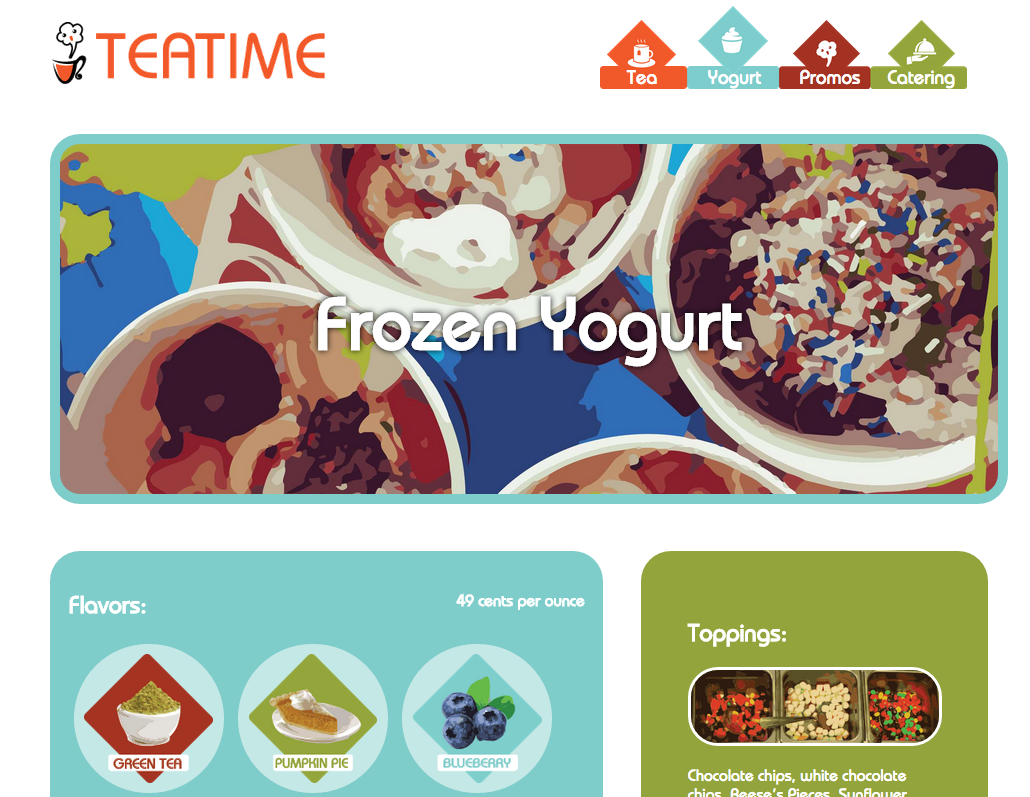 TEATIME
Tea
Yogurt
Promos
Catering
Frozen Yogurt
Flavors:
49 cents per ounce
GREEN TEA
PUMPKIN PIE
BLUEBERRY
Toppings:
Chocolate chips, white chocolate
chips, Reese's Pieces, Sunflower